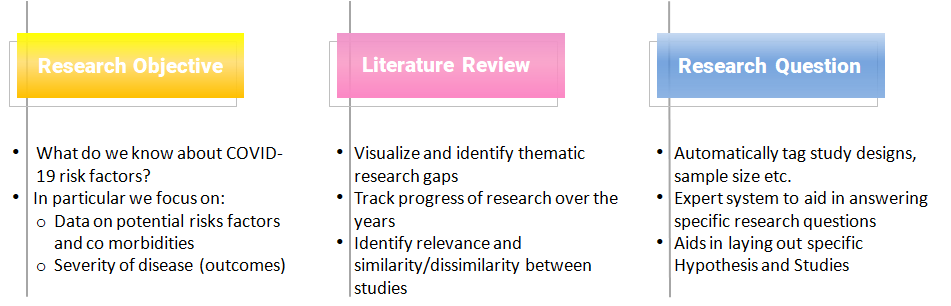 Research Objective
• What do we know about COVID-
19 risk factors?
• In particular we focus on:
o Data on potential risks factors
and co morbidities
o Severity of disease (outcomes)
Literature Review
• Visualize and identify thematic
research gaps
• Track progress of research over the
years
• Identify relevance and
similarity/dissimilarity between
studies
Research Question
• Automatically tag study designs,
sample size etc.
• Expert system to aid in answering
specific research questions
• Aids in laying out specific
Hypothesis and Studies